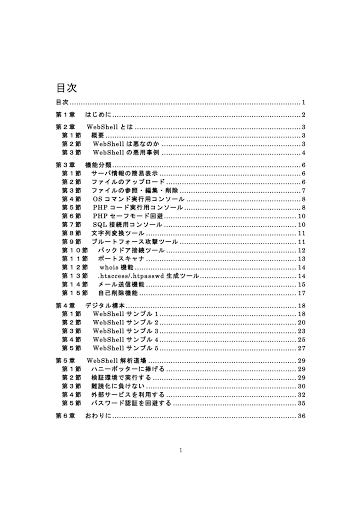 目次
目次 1
第1章 はじめに 2
第2章 WebShell とは 3
第1節 概要 3
第2節 WebShell は悪なのか 3
第3節 WebShell の悪用事例 4
第3章 機能分類 6
第1節 サーバ情報の簡易表示 6
第2節 ファイルのアップロード 6
第3節 ファイルの参照・編集・削除 7
第4節 OS コマンド実行用コンソール 8
第5節 PHP コード実行用コンソール 8
第6節 PHP セーフモード回避 10
第7節 SQL 接続用コンソール 10
第8節 文字列変換ツール 11
第9節 ブルートフォース攻撃ツール 11
第10節 バックドア接続ツール 12
第11節 ポートスキャナ 13
第12節 whois 機能 14
第13節 .htaccess/.htpasswd 生成ツール 14
第14節 メール送信機能 15
第15節 自己削除機能 17
第4章 デジタル標本 18
第1節 WebShell サンプル 1 18
第2節 WebShell サンプル 2 20
第3節 WebShell サンプル 3 23
第4節 WebShell サンプル 4 25
第5節 WebShell サンプル 5 27
第5章 WebShell 解析道場 29
第1節 ハニーポッターに捧げる 29
第2節 検証環境で実行する 29
第3節 難読化に負けない 30
第4節 外部サービスを利用する 32
第5節 パスワード認証を回避する 35
第6章 おわりに 36
1